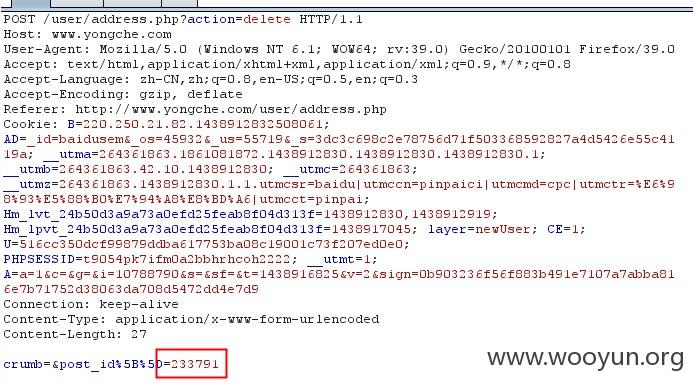 POST /user/address.php?action=delete HTTP/1.1
Host: www.yongche.com
User-Agent: Mozilla/5.0 (Windows NT 6.1; WOW64; rv:39.0) Gecko/20100101 Firefox/39.0
Accept: text/html,application/xhtml+xml,application/xml;q=0.9,*/*;q=0.8
Accept-Language: zh-CN,zh;q=0.8,en-US;q=0.5,en;q=0.3
Accept-Encoding: gzip, deflate
Referer: http://www.yongche.com/user/address.php
Cookie: B=220.250.21.82.1438912832508061;
AD=_id=baidusem&_os=45932&_us=55719&_s=3dc3c698c2e78756d71f503368592827a4d5426e55c41
19a; __utma=264361863.1861081872.1438912830.1438912830.1438912830.1;
__utmb=264361863.42.10.1438912830; __utmc=264361863;
__utmz=264361863.1438912830.1.1.utmcsr=baidu|utmccn=pinpaici|utmcmd=cpc|utmctr=%E6%9
8%93%E5%88%B0%E7%94%A8%E8%BD%A6|utmcct=pinpai;
Hm_lvt_24b50d3a9a73a0efd25feab8f04d313f=1438912830,1438912919;
Hm_lpvt_24b50d3a9a73a0efd25feab8f04d313f=1438917045; layer=newUser; CE=1;
U=516cc350dcf99879ddba617753ba08c19001c73f207ed0e0;
PHPSESSID=t9054pk7ifm0a2bbhrhcoh2222; __utmt=1;
A=a=1&c=&g=&i=10788790&s=&sf=&t=1438916825&v=2&sign=0b903236f56f883b491e7107a7abba81
6e7b71752d38063da708d5472dd4e7d9
Connection: keep-alive
Content-Type: application/x-www-form-urlencoded
Content-Length: 27
crumb=&post_id%5B%5D=233791
www.wooyun.org